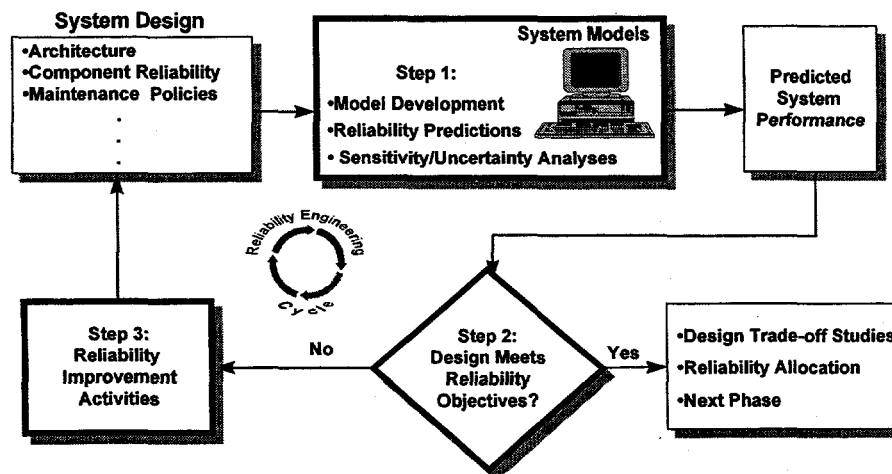 System Design
•Architecture
•Component Reliability
•Maintenance Policies
.
.
.
System Models
Step 1:
•Model Development
•Reliability Predictions
• Sensitivity/Uncertainty Analyses
Predicted
System
Performance
Reliability Engineering
Cycle
Step 3:
Reliability
Improvement
Activities
No
Step 2:
Design Meets
Reliability
Objectives?
Yes
•Design Trade-off Studies
•Reliability Allocation
•Next Phase